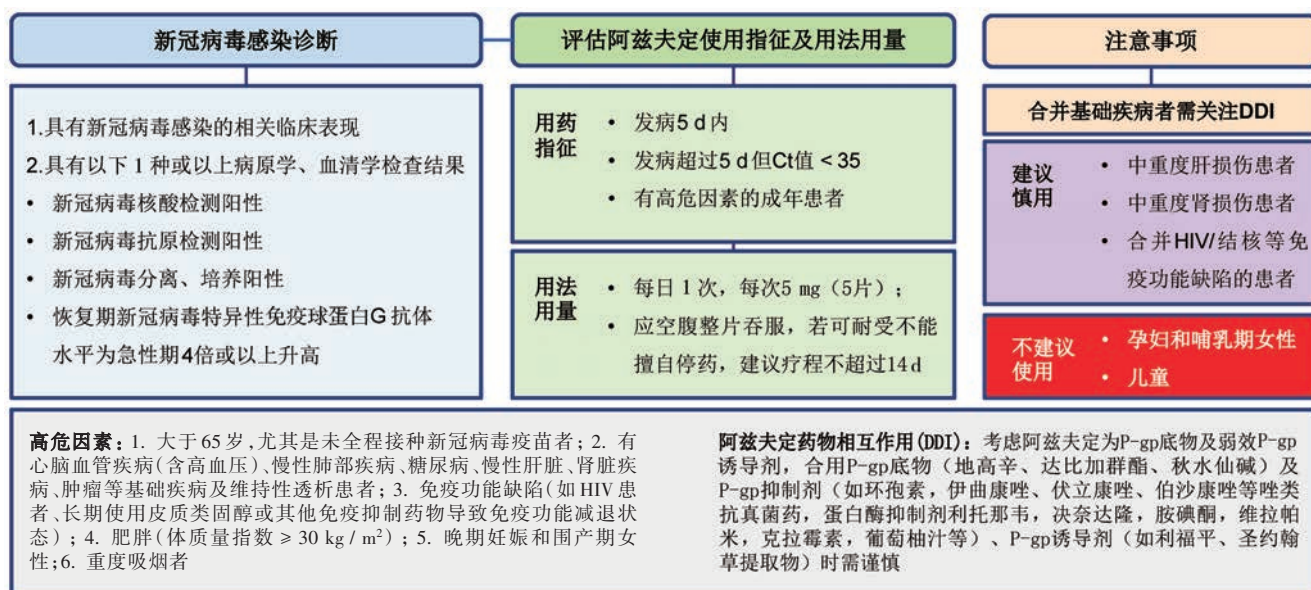 新冠病毒感染诊断
1.具有新冠病毒感染的相关临床表现
2.具有以下 1 种或以上病原学、血清学检查结果
• 新冠病毒核酸检测阳性
• 新冠病毒抗原检测阳性
• 新冠病毒分离、培养阳性
• 恢复期新冠病毒特异性免疫球蛋白G 抗体
水平为急性期4倍或以上升高
评估阿兹夫定使用指征及用法用量
用药
指征
• 发病5 d内
• 发病超过5 d但Ct值 < 35
• 有高危因素的成年患者
用法
用量
• 每日 1 次，每次5 mg（5片）；
• 应空腹整片吞服，若可耐受不能
擅自停药，建议疗程不超过14 d
注意事项
合并基础疾病者需关注DDI
建议
慎用
• 中重度肝损伤患者
• 中重度肾损伤患者
• 合并HIV/结核等免
疫功能缺陷的患者
不建议
使用
• 孕妇和哺乳期女性
• 儿童
高危因素：1. 大于 65 岁，尤其是未全程接种新冠病毒疫苗者；2. 有
心脑血管疾病（含高血压）、慢性肺部疾病、糖尿病、慢性肝脏、肾脏疾
病、肿瘤等基础疾病及维持性透析患者；3. 免疫功能缺陷（如 HIV 患
者、长期使用皮质类固醇或其他免疫抑制药物导致免疫功能减退状
态）；4. 肥胖（体质量指数 ≥ 30 kg / m²）；5. 晚期妊娠和围产期女
性；6. 重度吸烟者
阿兹夫定药物相互作用(DDI)：考虑阿兹夫定为P-gp底物及弱效P-gp
诱导剂，合用P-gp底物（地高辛、达比加群酯、秋水仙碱）及
P-gp抑制剂（如环孢素，伊曲康唑、伏立康唑、伯沙康唑等唑类
抗真菌药，蛋白酶抑制剂利托那韦，决奈达隆，胺碘酮，维拉帕
米，克拉霉素，葡萄柚汁等）、P-gp诱导剂（如利福平、圣约翰
草提取物）时需谨慎